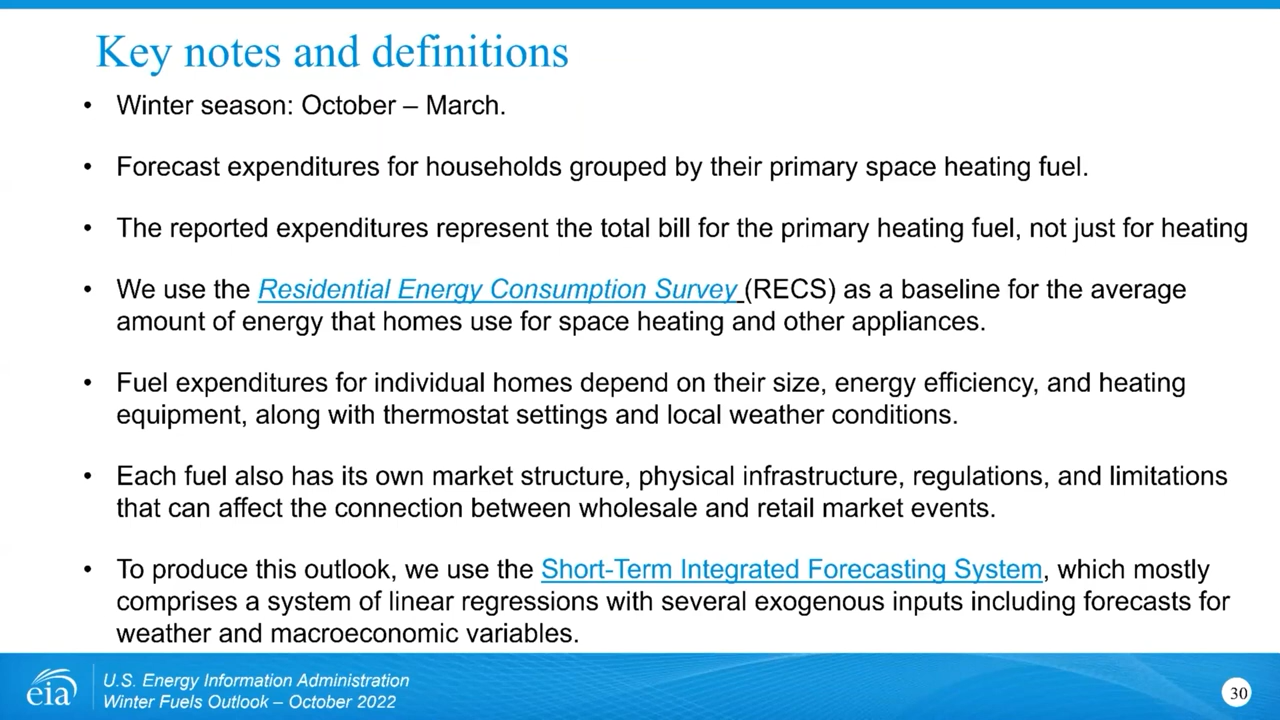 Key notes and definitions
• Winter season: October – March.
• Forecast expenditures for households grouped by their primary space heating fuel.
• The reported expenditures represent the total bill for the primary heating fuel, not just for heating
• We use the Residential Energy Consumption Survey (RECS) as a baseline for the average
amount of energy that homes use for space heating and other appliances.
• Fuel expenditures for individual homes depend on their size, energy efficiency, and heating
equipment, along with thermostat settings and local weather conditions.
• Each fuel also has its own market structure, physical infrastructure, regulations, and limitations
that can affect the connection between wholesale and retail market events.
• To produce this outlook, we use the Short-Term Integrated Forecasting System, which mostly
comprises a system of linear regressions with several exogenous inputs including forecasts for
weather and macroeconomic variables.
eia
U.S. Energy Information Administration
Winter Fuels Outlook – October 2022
30